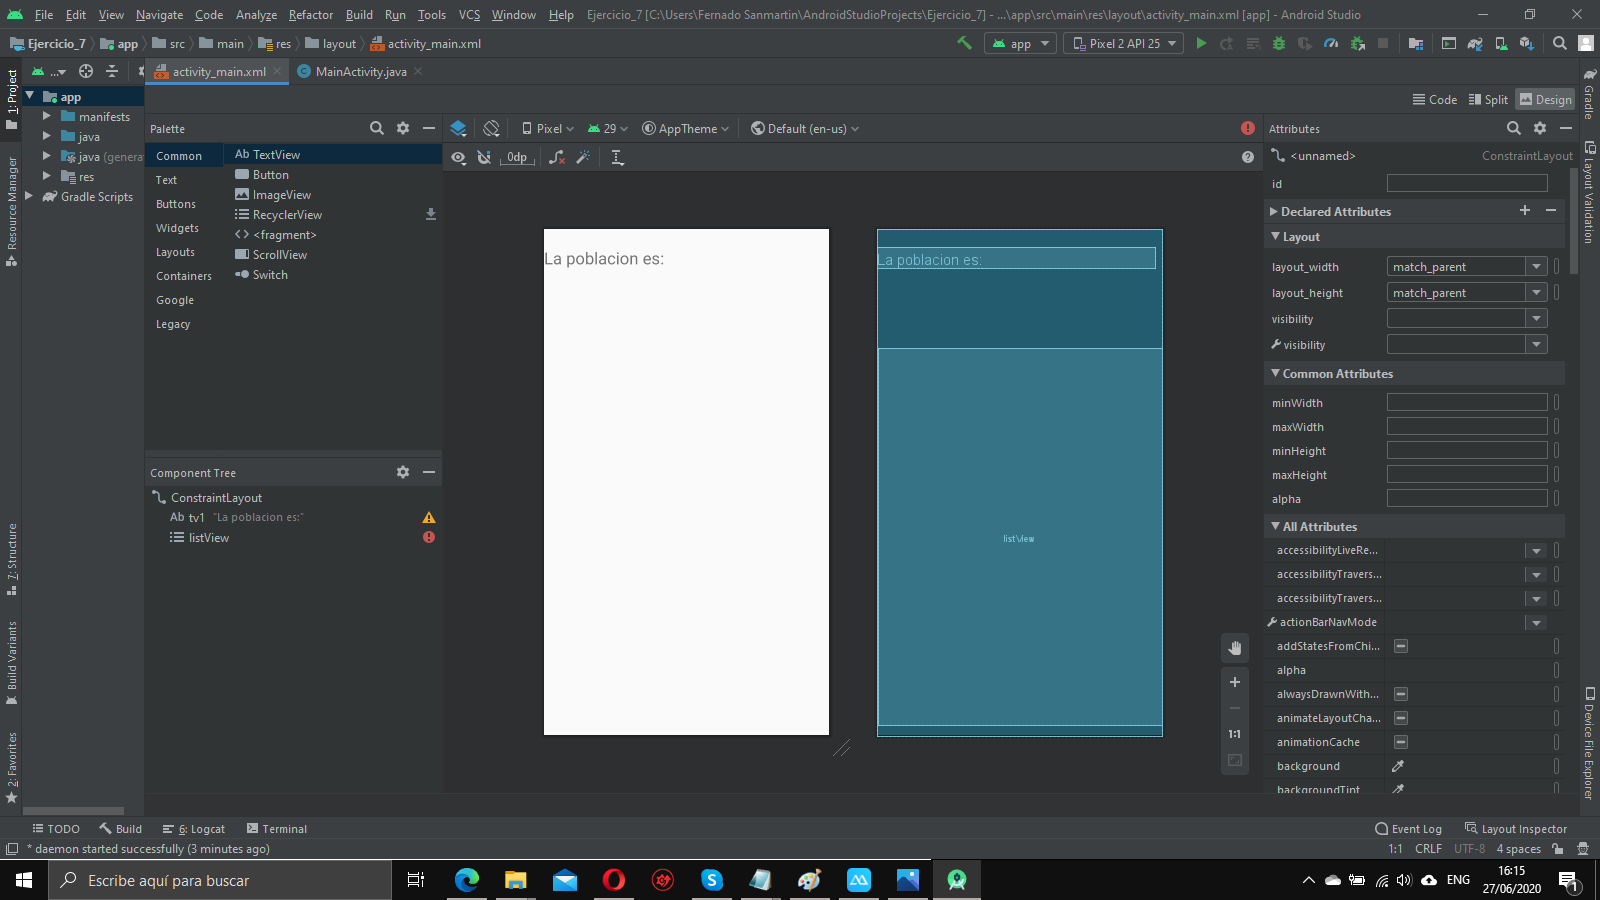 File Edit View Navigate Code Analyze Refactor Build Run Tools VCS Window Help Ejercicio_7 [C:\Users\Fernado Sanmartin\AndroidStudioProjects\Ejercicio_7] - ...\app\src\main\res\layout\activity_main.xml [app] - Android Studio
Ejercicio_7 app src main res layout activity_main.xml app Pixel 2 API 25
... activity_main.xml MainActivity.java
Code Split Design
1: Project
Resource Manager
7: Structure
Build Variants
2: Favorites
app
manifests
java
java (genera
res
Gradle Scripts
Palette
Common
Text
Buttons
Widgets
Layouts
Containers
Google
Legacy
Ab TextView
Button
ImageView
RecyclerView
<fragment>
ScrollView
Switch
Component Tree
ConstraintLayout
Ab tv1 "La poblacion es:"
listView
Pixel 29 AppTheme Default (en-us)
0dp
La poblacion es:
La poblacion es:
listView
1:1
Attributes
<unnamed> ConstraintLayout
id
Declared Attributes
Layout
layout_width match_parent
layout_height match_parent
visibility
visibility
Common Attributes
minWidth
maxWidth
minHeight
maxHeight
alpha
All Attributes
accessibilityLiveRe...
accessibilityTravers...
accessibilityTravers...
actionBarNavMode
addStatesFromChi...
alpha
alwaysDrawnWith...
animateLayoutCha...
animationCache
background
backgroundTint
Gradle
Layout Validation
Device File Explorer
TODO Build 6: Logcat Terminal Event Log Layout Inspector
* daemon started successfully (3 minutes ago) 1:1 CRLF UTF-8 4 spaces
Escribe aquí para buscar
ENG
16:15
27/06/2020
1